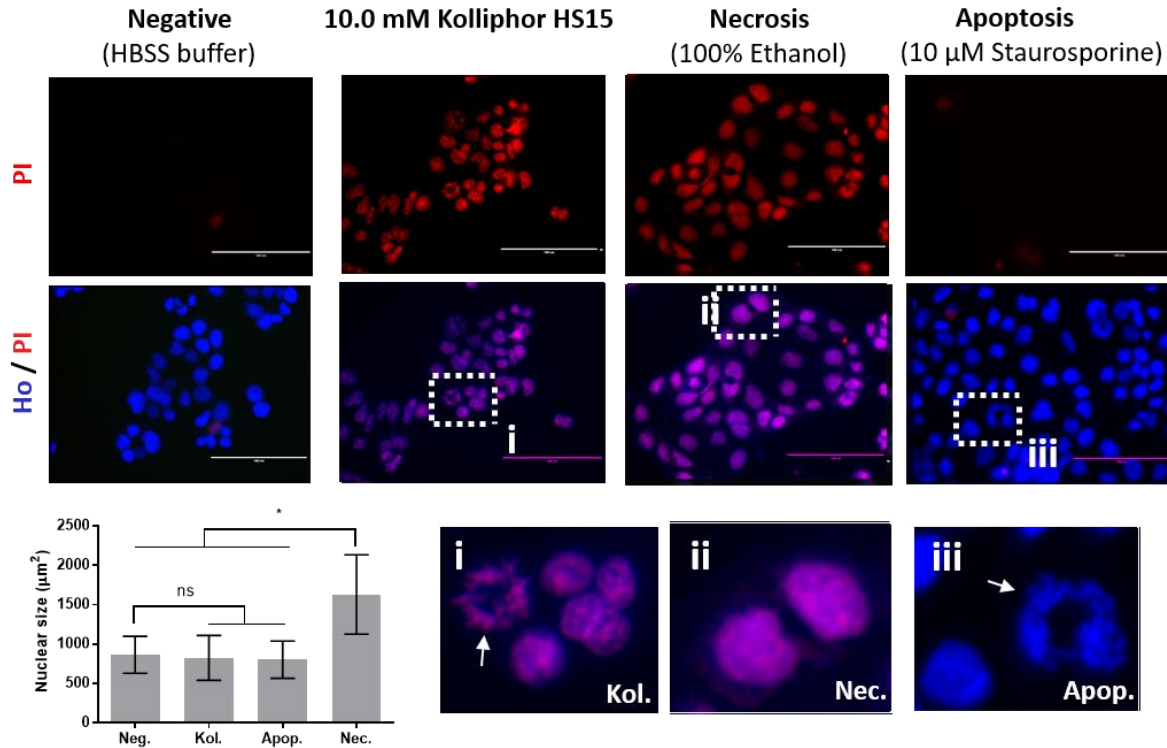 Negative
(HBSS buffer)
10.0 mM Kolliphor HS15
Necrosis
(100% Ethanol)
Apoptosis
(10 µM Staurosporine)
PI
Ho / PI
i
ii
iii
Nuclear size (µm²)
2500
2000
1500
1000
500
0
ns
*
Neg.
Kol.
Apop.
Nec.
i
Kol.
ii
Nec.
iii
Apop.